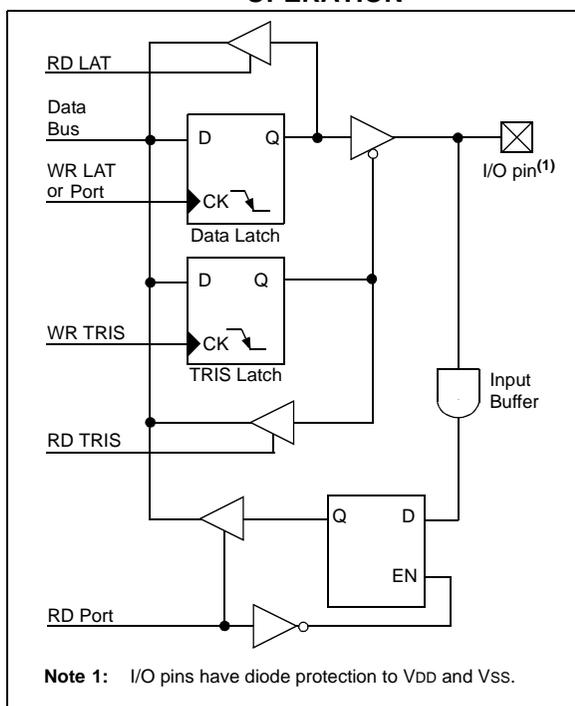 OPERATION
RD LAT
Data
Bus
D
Q
WR LAT
or Port
CK
I/O pin(1)
Data Latch
D
Q
WR TRIS
CK
TRIS Latch
Input
Buffer
RD TRIS
Q
D
EN
RD Port
Note 1: I/O pins have diode protection to VDD and VSS.